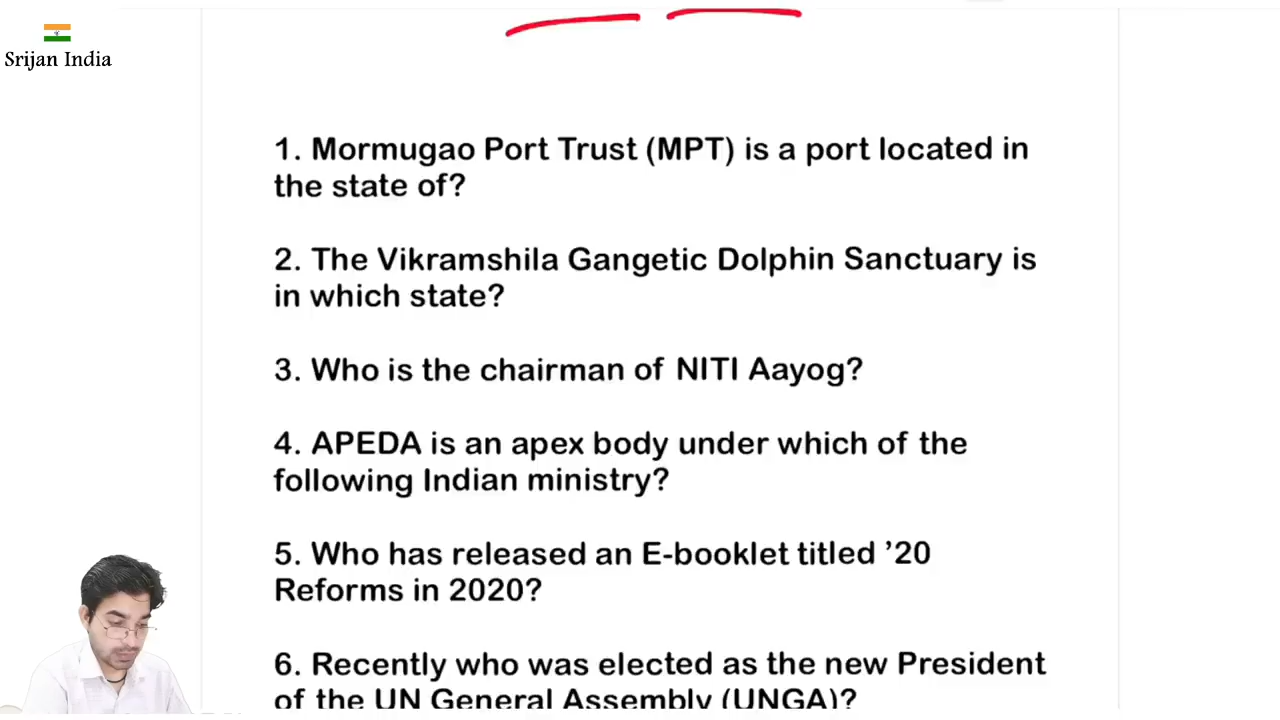 Srijan India
1. Mormugao Port Trust (MPT) is a port located in
the state of?
2. The Vikramshila Gangetic Dolphin Sanctuary is
in which state?
3. Who is the chairman of NITI Aayog?
4. APEDA is an apex body under which of the
following Indian ministry?
5. Who has released an E-booklet titled ’20
Reforms in 2020?
6. Recently who was elected as the new President
of the UN General Assembly (UNGA)?